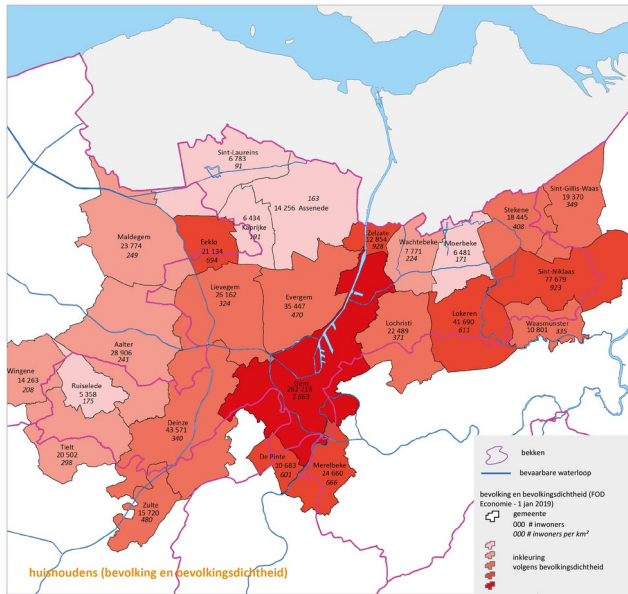 Sint-Laureins
6 783
91
163
14 256 Assenede
6 434
Kaprijke
191
Maldegem
23 774
249
Eeklo
21 134
694
Zelzate
12 854
928
Wachtebeke
7 771
224
Moerbeke
6 481
171
Stekene
18 445
408
Sint-Gillis-Waas
19 370
349
Sint-Niklaas
77 679
923
Lievegem
26 162
324
Evergem
35 447
470
Lochristi
22 489
371
Lokeren
41 690
611
Waasmunster
10 801 335
Aalter
28 906
241
Wingene
14 263
208
Ruiselede
5 358
175
Gent
261 219
1 663
Deinze
43 571
340
Tielt
20 502
298
De Pinte
10 683
601
Merelbeke
24 660
666
Zulte
15 720
480
bekken
bevaarbare waterloop
bevolking en bevolkingsdichtheid (FOD
Economie - 1 jan 2019)
gemeente
000 # inwoners
000 # inwoners per km²
inkleuring
volgens bevolkingsdichtheid
huishoudens (bevolking en bevolkingsdichtheid)